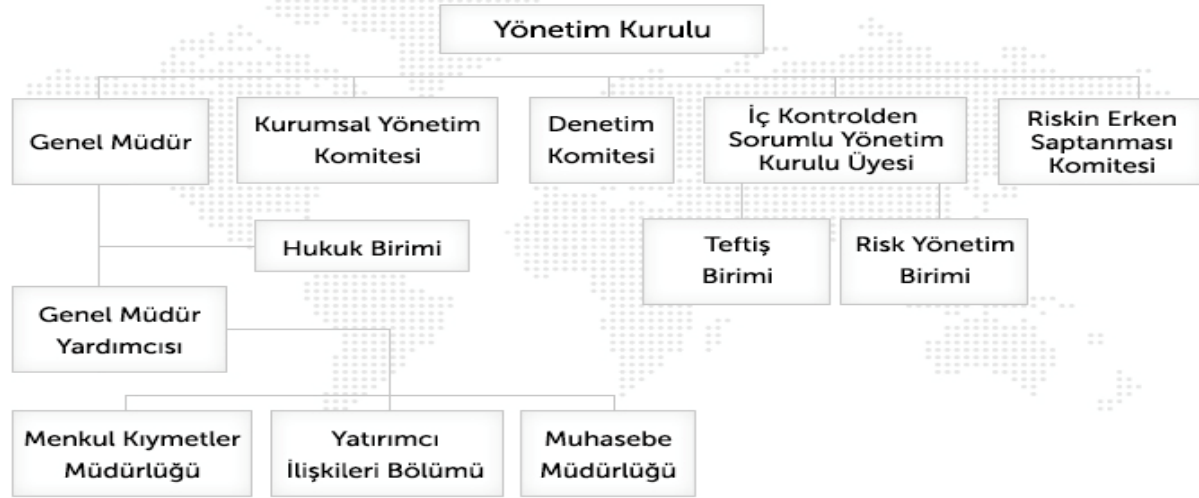 Yönetim Kurulu
Genel Müdür
Kurumsal Yönetim
Komitesi
Denetim
Komitesi
İç Kontrolden
Sorumlu Yönetim
Kurulu Üyesi
Riskin Erken
Saptanması
Komitesi
Hukuk Birimi
Teftiş
Birimi
Risk Yönetim
Birimi
Genel Müdür
Yardımcısı
Menkul Kıymetler
Müdürlüğü
Yatırımcı
İlişkileri Bölümü
Muhasebe
Müdürlüğü